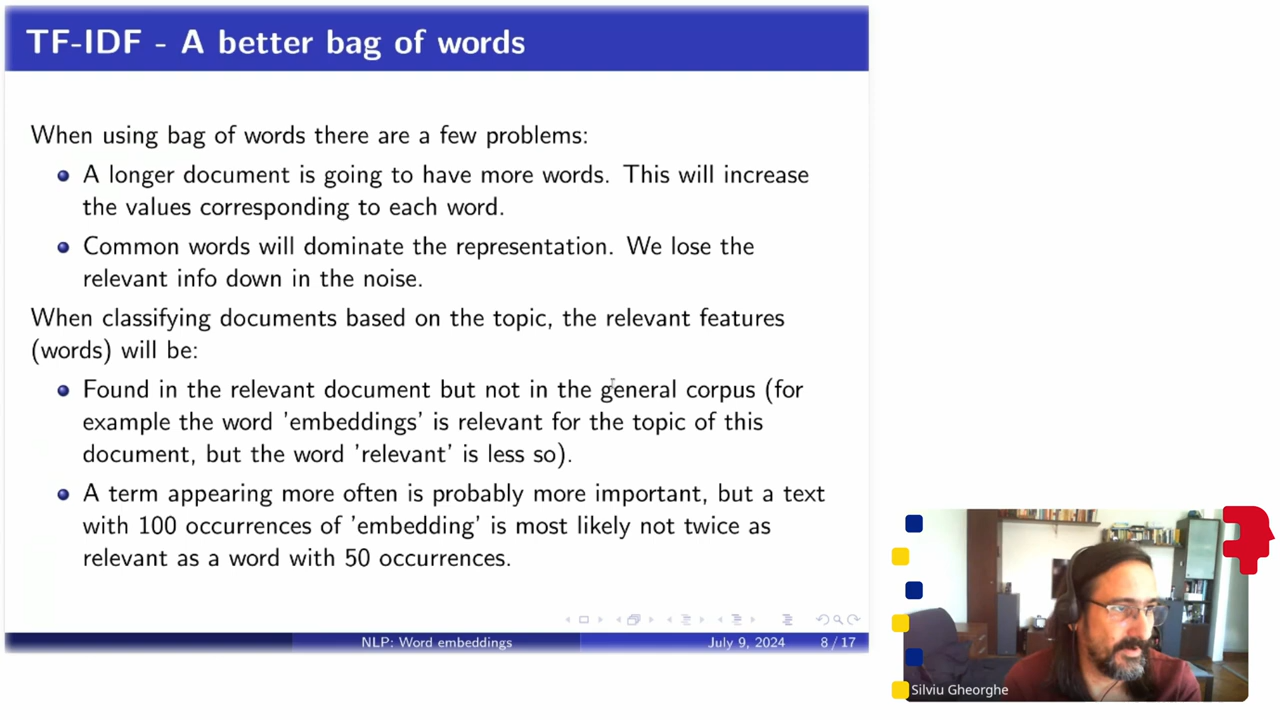 TF-IDF - A better bag of words
When using bag of words there are a few problems:
A longer document is going to have more words. This will increase
the values corresponding to each word.
Common words will dominate the representation. We lose the
relevant info down in the noise.
When classifying documents based on the topic, the relevant features
(words) will be:
Found in the relevant document but not in the general corpus (for
example the word 'embeddings' is relevant for the topic of this
document, but the word 'relevant' is less so).
A term appearing more often is probably more important, but a text
with 100 occurrences of 'embedding' is most likely not twice as
relevant as a word with 50 occurrences.
NLP: Word embeddings July 9, 2024 8 / 17
Silviu Gheorghe